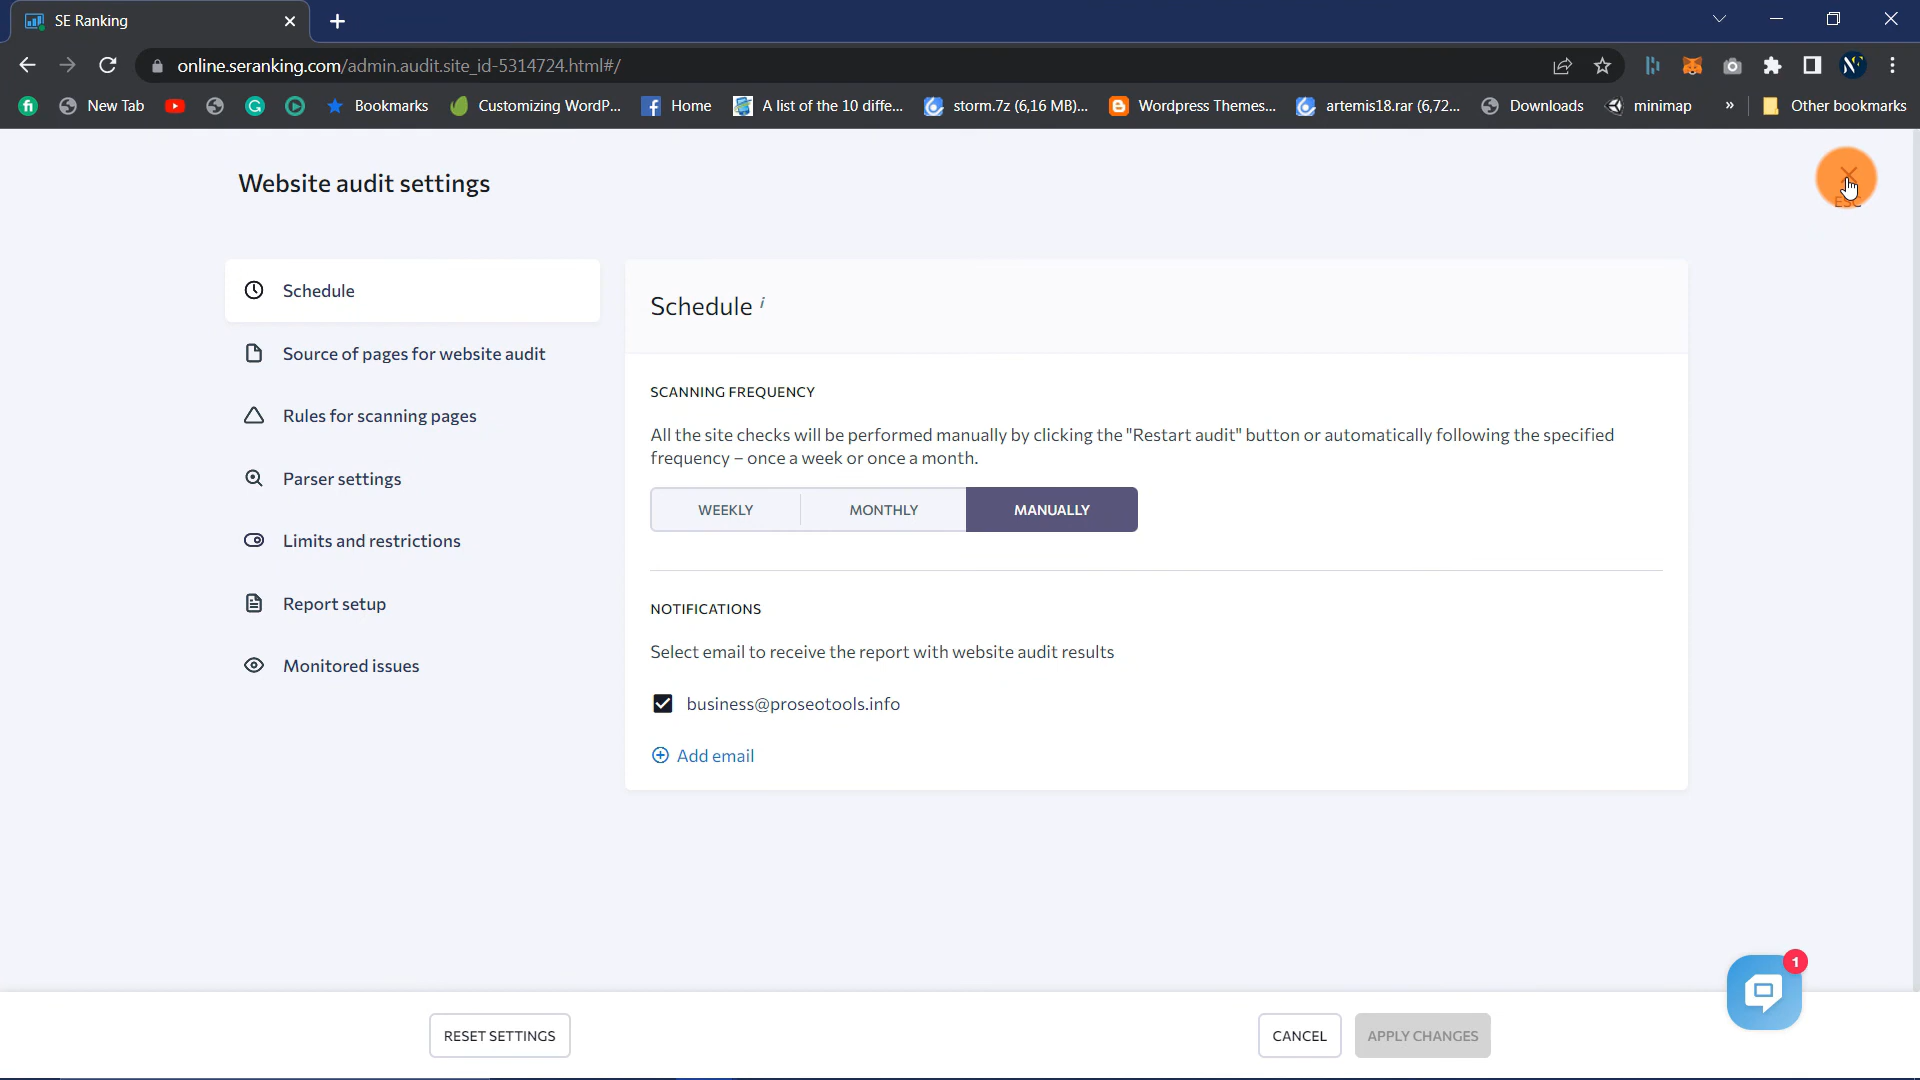 SE Ranking
online.seranking.com/admin.audit.site_id-5314724.html#/
New Tab
Bookmarks
Customizing WordP...
Home
A list of the 10 diffe...
storm.7z (6,16 MB)...
Wordpress Themes...
artemis18.rar (6,72...
Downloads
minimap
»
Other bookmarks
Website audit settings
ESC
Schedule
Source of pages for website audit
Rules for scanning pages
Parser settings
Limits and restrictions
Report setup
Monitored issues
Schedule i
SCANNING FREQUENCY
All the site checks will be performed manually by clicking the "Restart audit" button or automatically following the specified
frequency – once a week or once a month.
WEEKLY MONTHLY MANUALLY
NOTIFICATIONS
Select email to receive the report with website audit results
business@proseotools.info
Add email
1
RESET SETTINGS
CANCEL
APPLY CHANGES